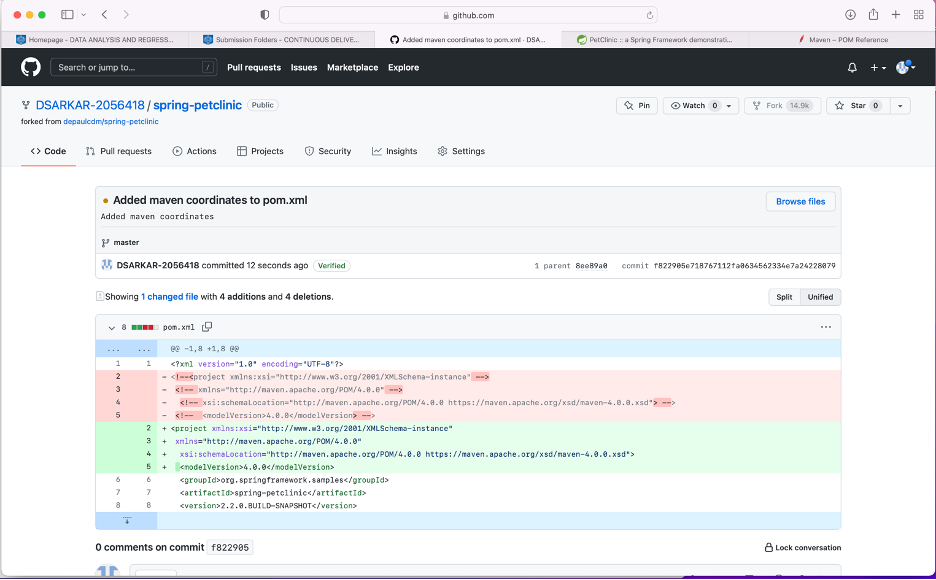 github.com
Homepage - DATA ANALYSIS AND REGRESS...
Submission Folders - CONTINUOUS DELIVE...
Added maven coordinates to pom.xml · DSA...
PetClinic :: a Spring Framework demonstrati...
Maven – POM Reference
Search or jump to...
/
Pull requests
Issues
Marketplace
Explore
DSARKAR-2056418 / spring-petclinic
Public
forked from depaulcdm/spring-petclinic
Pin
Watch 0
Fork 14.9k
Star 0
<> Code
Pull requests
Actions
Projects
Security
Insights
Settings
Added maven coordinates to pom.xml
Browse files
Added maven coordinates
master
DSARKAR-2056418 committed 12 seconds ago Verified
1 parent 8ee89a0 commit f822905e718767112fa0634562334e7a24228079
Showing 1 changed file with 4 additions and 4 deletions.
Split Unified
8 pom.xml
... ... @@ -1,8 +1,8 @@
1 1 <?xml version="1.0" encoding="UTF-8"?>
2 - <!--<project xmlns:xsi="http://www.w3.org/2001/XMLSchema-instance" -->
3 - <!-- xmlns="http://maven.apache.org/POM/4.0.0" -->
4 - <!-- xsi:schemaLocation="http://maven.apache.org/POM/4.0.0 https://maven.apache.org/xsd/maven-4.0.0.xsd"> -->
5 - <!-- <modelVersion>4.0.0</modelVersion> -->
2 + <project xmlns:xsi="http://www.w3.org/2001/XMLSchema-instance"
3 + xmlns="http://maven.apache.org/POM/4.0.0"
4 + xsi:schemaLocation="http://maven.apache.org/POM/4.0.0 https://maven.apache.org/xsd/maven-4.0.0.xsd">
5 + <modelVersion>4.0.0</modelVersion>
6 6 <groupId>org.springframework.samples</groupId>
7 7 <artifactId>spring-petclinic</artifactId>
8 8 <version>2.2.0.BUILD-SNAPSHOT</version>
0 comments on commit f822905
Lock conversation